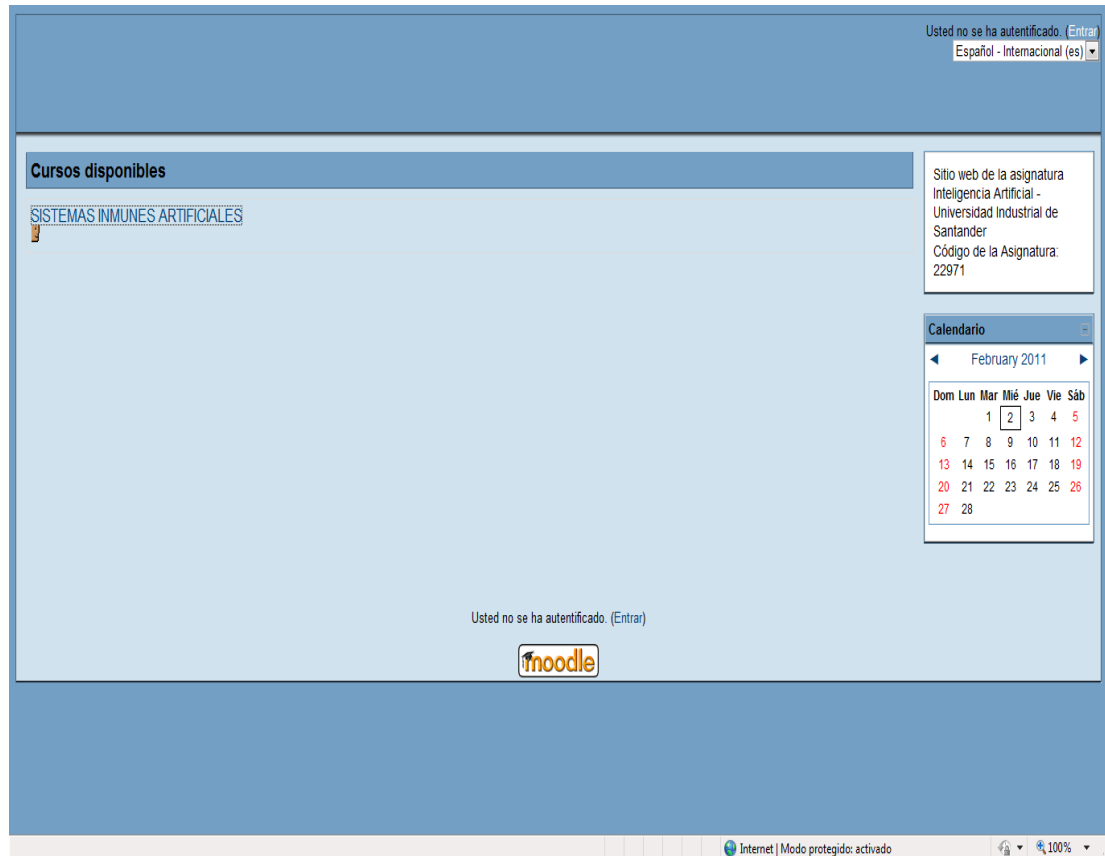 Usted no se ha autentificado. (Entrar)
Español - Internacional (es)
Cursos disponibles
SISTEMAS INMUNES ARTIFICIALES
Sitio web de la asignatura
Inteligencia Artificial -
Universidad Industrial de
Santander
Código de la Asignatura:
22971
Calendario
February 2011
Dom Lun Mar Mié Jue Vie Sáb
1 2 3 4 5
6 7 8 9 10 11 12
13 14 15 16 17 18 19
20 21 22 23 24 25 26
27 28
Usted no se ha autentificado. (Entrar)
moodle
Internet | Modo protegido: activado
100%